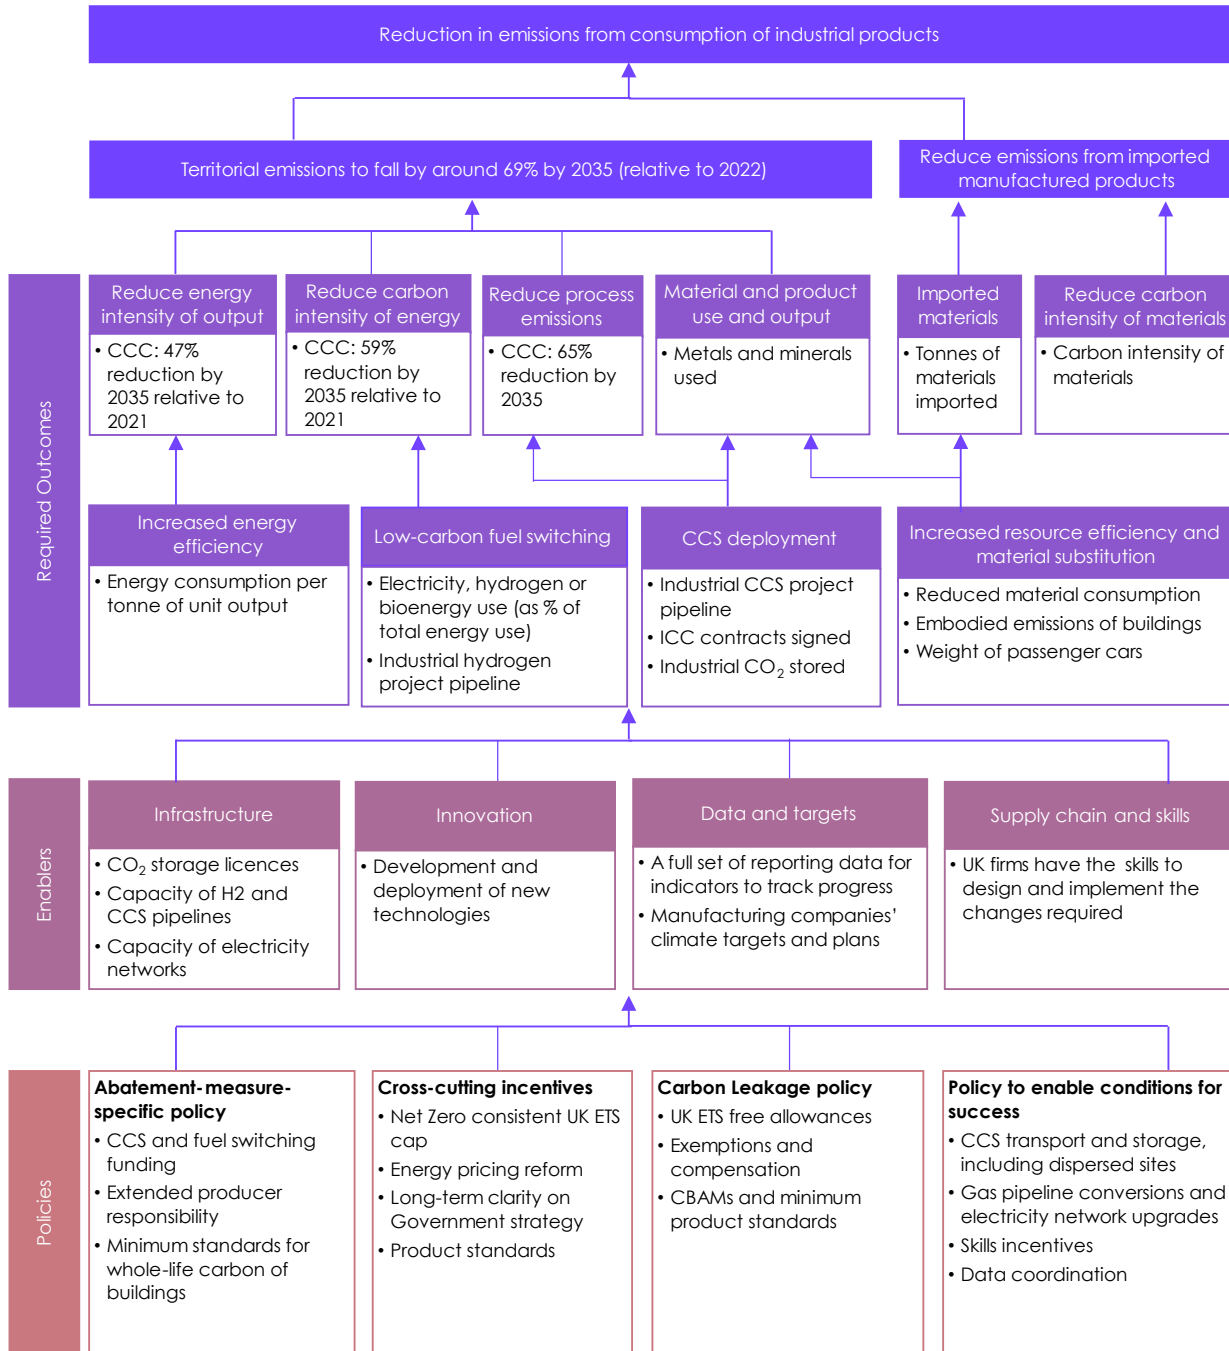 Reduction in emissions from consumption of industrial products
Territorial emissions to fall by around 69% by 2035 (relative to 2022)
Reduce emissions from imported
manufactured products
Required Outcomes
Reduce energy
intensity of output
• CCC: 47%
reduction by
2035 relative to
2021
Reduce carbon
intensity of energy
• CCC: 59%
reduction by
2035 relative to
2021
Reduce process
emissions
• CCC: 65%
reduction by
2035
Material and product
use and output
• Metals and minerals
used
Imported
materials
• Tonnes of
materials
imported
Reduce carbon
intensity of materials
• Carbon intensity of
materials
Increased energy
efficiency
• Energy consumption per
tonne of unit output
Low-carbon fuel switching
• Electricity, hydrogen or
bioenergy use (as % of
total energy use)
• Industrial hydrogen
project pipeline
CCS deployment
• Industrial CCS project
pipeline
• ICC contracts signed
• Industrial CO₂ stored
Increased resource efficiency and
material substitution
• Reduced material consumption
• Embodied emissions of buildings
• Weight of passenger cars
Enablers
Infrastructure
• CO₂ storage licences
• Capacity of H2 and
CCS pipelines
• Capacity of electricity
networks
Innovation
• Development and
deployment of new
technologies
Data and targets
• A full set of reporting data for
indicators to track progress
• Manufacturing companies’
climate targets and plans
Supply chain and skills
• UK firms have the skills to
design and implement the
changes required
Policies
Abatement-measure-
specific policy
• CCS and fuel switching
funding
• Extended producer
responsibility
• Minimum standards for
whole-life carbon of
buildings
Cross-cutting incentives
• Net Zero consistent UK ETS
cap
• Energy pricing reform
• Long-term clarity on
Government strategy
• Product standards
Carbon Leakage policy
• UK ETS free allowances
• Exemptions and
compensation
• CBAMs and minimum
product standards
Policy to enable conditions for
success
• CCS transport and storage,
including dispersed sites
• Gas pipeline conversions and
electricity network upgrades
• Skills incentives
• Data coordination